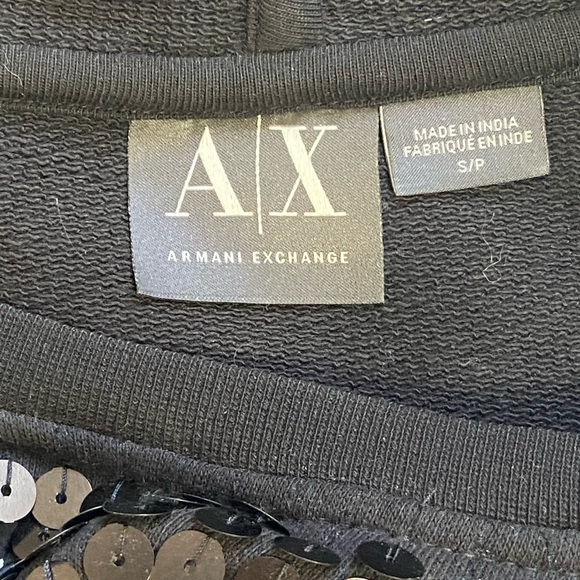 A|X
ARMANI EXCHANGE
MADE IN INDIA
FABRIQUÉ EN INDE
S/P